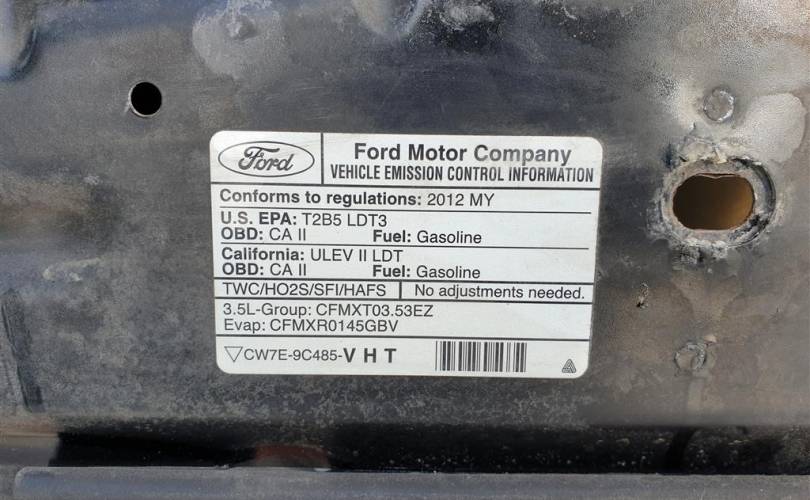 Ford
Ford Motor Company
VEHICLE EMISSION CONTROL INFORMATION
Conforms to regulations: 2012 MY
U.S. EPA: T2B5 LDT3
OBD: CA II Fuel: Gasoline
California: ULEV II LDT
OBD: CA II Fuel: Gasoline
TWC/HO2S/SFI/HAFS No adjustments needed.
3.5L-Group: CFMXT03.53EZ
Evap: CFMXR0145GBV
▽CW7E-9C485-V H T